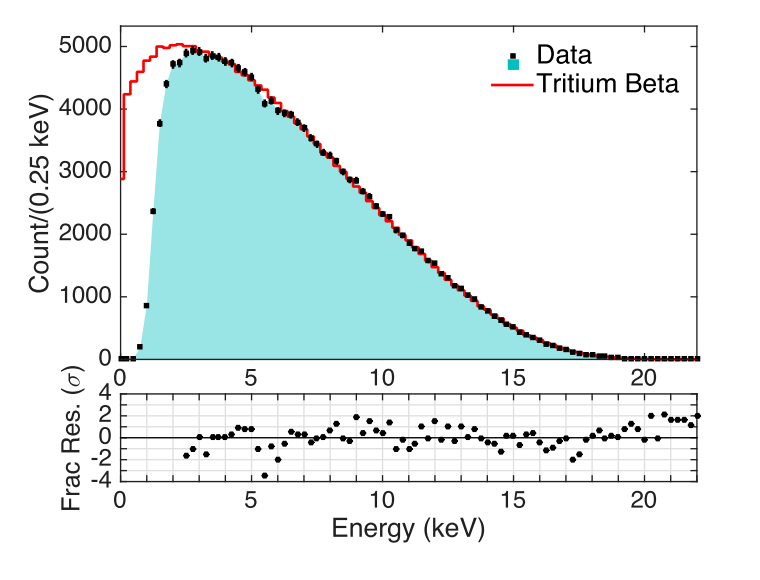 5000
4000
3000
2000
1000
0
Count/(0.25 keV)
Data
Tritium Beta
0 5 10 15 20
4
2
0
-2
-4
Frac Res. (σ)
0 5 10 15 20
Energy (keV)